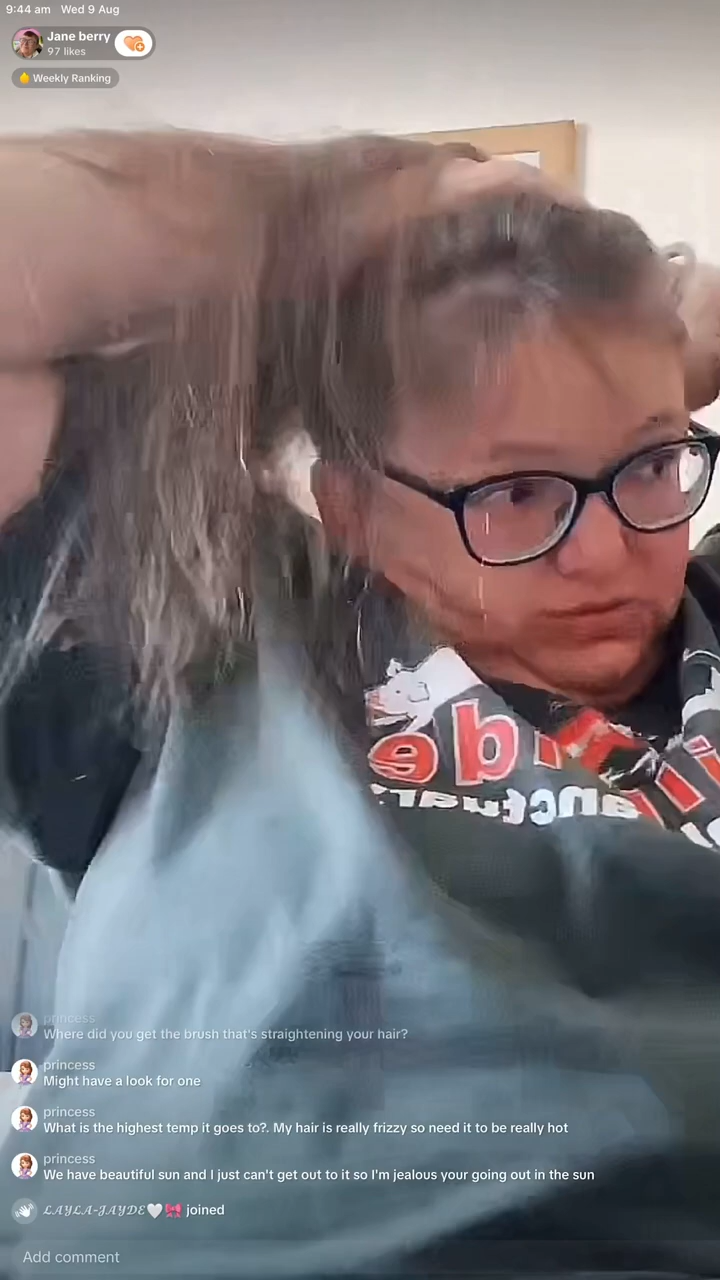 9:44 am Wed 9 Aug
Jane berry
97 likes
Weekly Ranking
princess
Where did you get the brush that's straightening your hair?
princess
Might have a look for one
princess
What is the highest temp it goes to?. My hair is really frizzy so need it to be really hot
princess
We have beautiful sun and I just can't get out to it so I'm jealous your going out in the sun
𝓛𝓐𝓨𝓛𝓐-𝓙𝓐𝓨𝓓𝓔🤍🎀 joined
Add comment